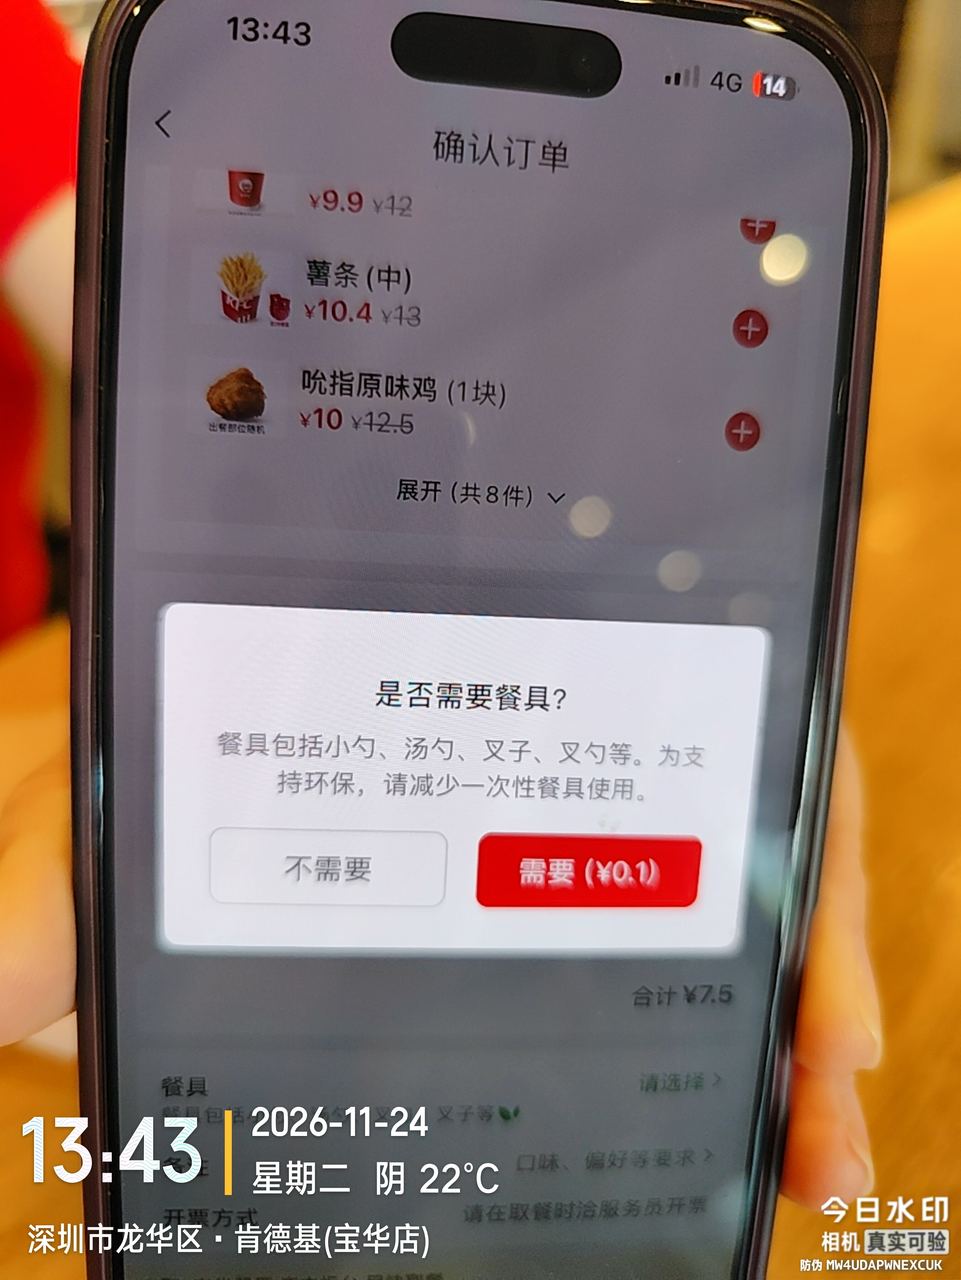 13:43
4G 14
确认订单
¥9.9 ¥12
薯条 (中)
¥10.4 ¥13
KFC
吮指原味鸡 (1块)
¥10 ¥12.5
出餐部位随机
展开 (共8件)
是否需要餐具?
餐具包括小勺、汤勺、叉子、叉勺等。为支
持环保，请减少一次性餐具使用。
不需要
需要 (¥0.1)
合计 ¥7.5
餐具
请选择
叉子等
口味、偏好等要求
开票方式
请在取餐时洽服务员开票
13:43
2026-11-24
星期二 阴 22°C
深圳市龙华区·肯德基(宝华店)
今日水印
相机 真实可验
防伪 MW4UDAPWNEXCUK